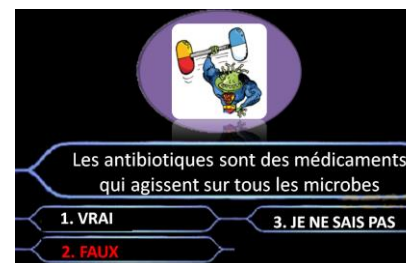 Les antibiotiques sont des médicaments
qui agissent sur tous les microbes
1. VRAI
3. JE NE SAIS PAS
2. FAUX